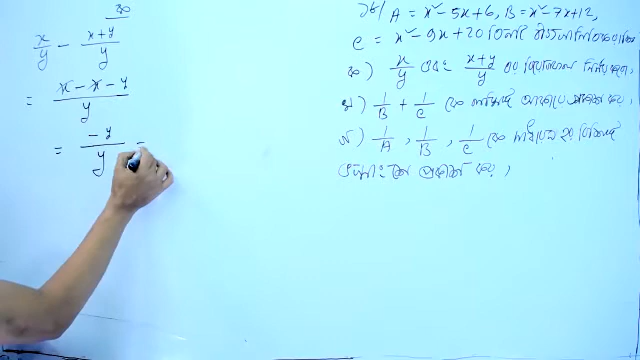 ক
x/y - (x+y)/y
= (x - x - y)/y
= -y/y =
১৮/ A = x² - 5x + 6, B = x² - 7x + 12,
C = x² - 9x + 20 তিনটি বীজগাণিতিক রাশি
ক) x/y এবং (x+y)/y এর বিয়োগফল নির্ণয় কর,
খ) 1/B + 1/C কে লঘিষ্ঠ আকারে প্রকাশ কর,
গ) 1/A, 1/B, 1/C কে সাধারণ হর বিশিষ্ট
ভগ্নাংশে প্রকাশ কর,